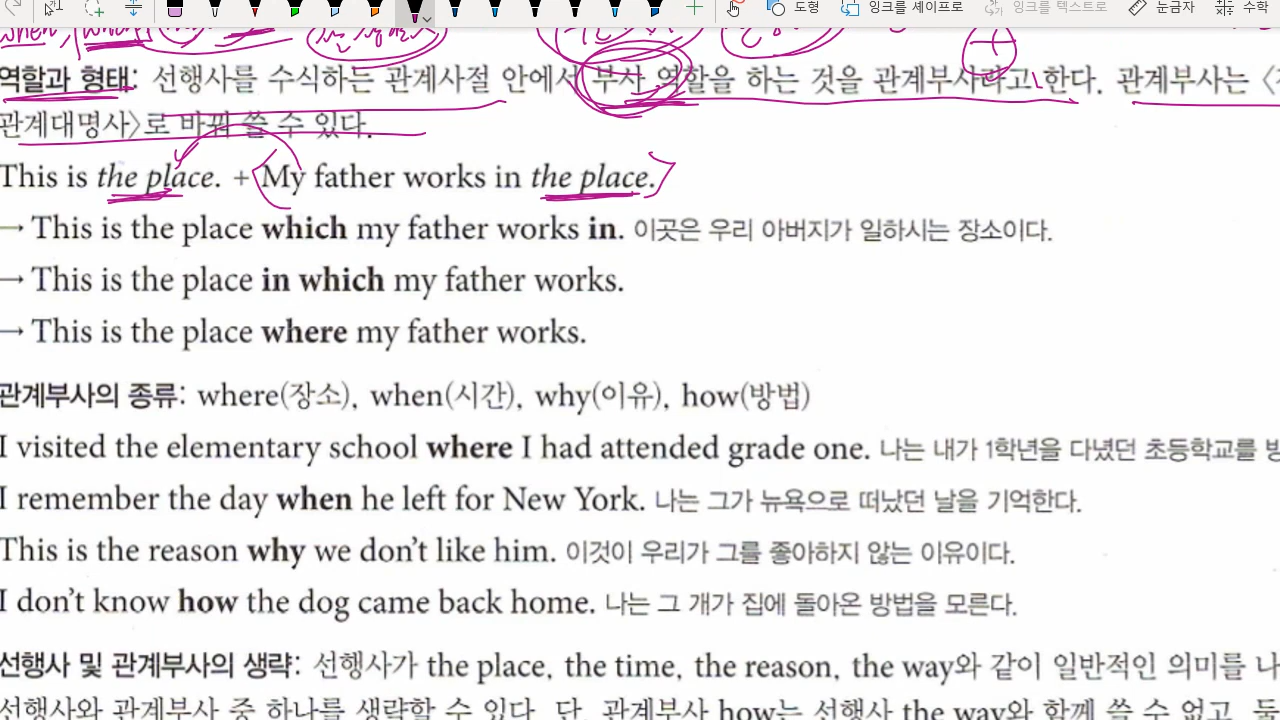 도형 잉크를 셰이프로 잉크를 텍스트로 눈금자 수학
when,
역할과 형태: 선행사를 수식하는 관계사절 안에서 부사 역할을 하는 것을 관계부사라고 한다. 관계부사는
관계대명사〉로 바꿔 쓸 수 있다.
This is the place. + My father works in the place.
→ This is the place which my father works in. 이곳은 우리 아버지가 일하시는 장소이다.
→ This is the place in which my father works.
→ This is the place where my father works.
관계부사의 종류: where(장소), when(시간), why(이유), how(방법)
I visited the elementary school where I had attended grade one. 나는 내가 1학년을 다녔던 초등학교를
I remember the day when he left for New York. 나는 그가 뉴욕으로 떠났던 날을 기억한다.
This is the reason why we don't like him. 이것이 우리가 그를 좋아하지 않는 이유이다.
I don't know how the dog came back home. 나는 그 개가 집에 돌아온 방법을 모른다.
선행사 및 관계부사의 생략: 선행사가 the place, the time, the reason, the way와 같이 일반적인 의미를
선행사와 관계부사 중 하나를 생략할 수 있다. 단, 관계부사 how는 선행사 the way와 함께 쓸 수 없고,